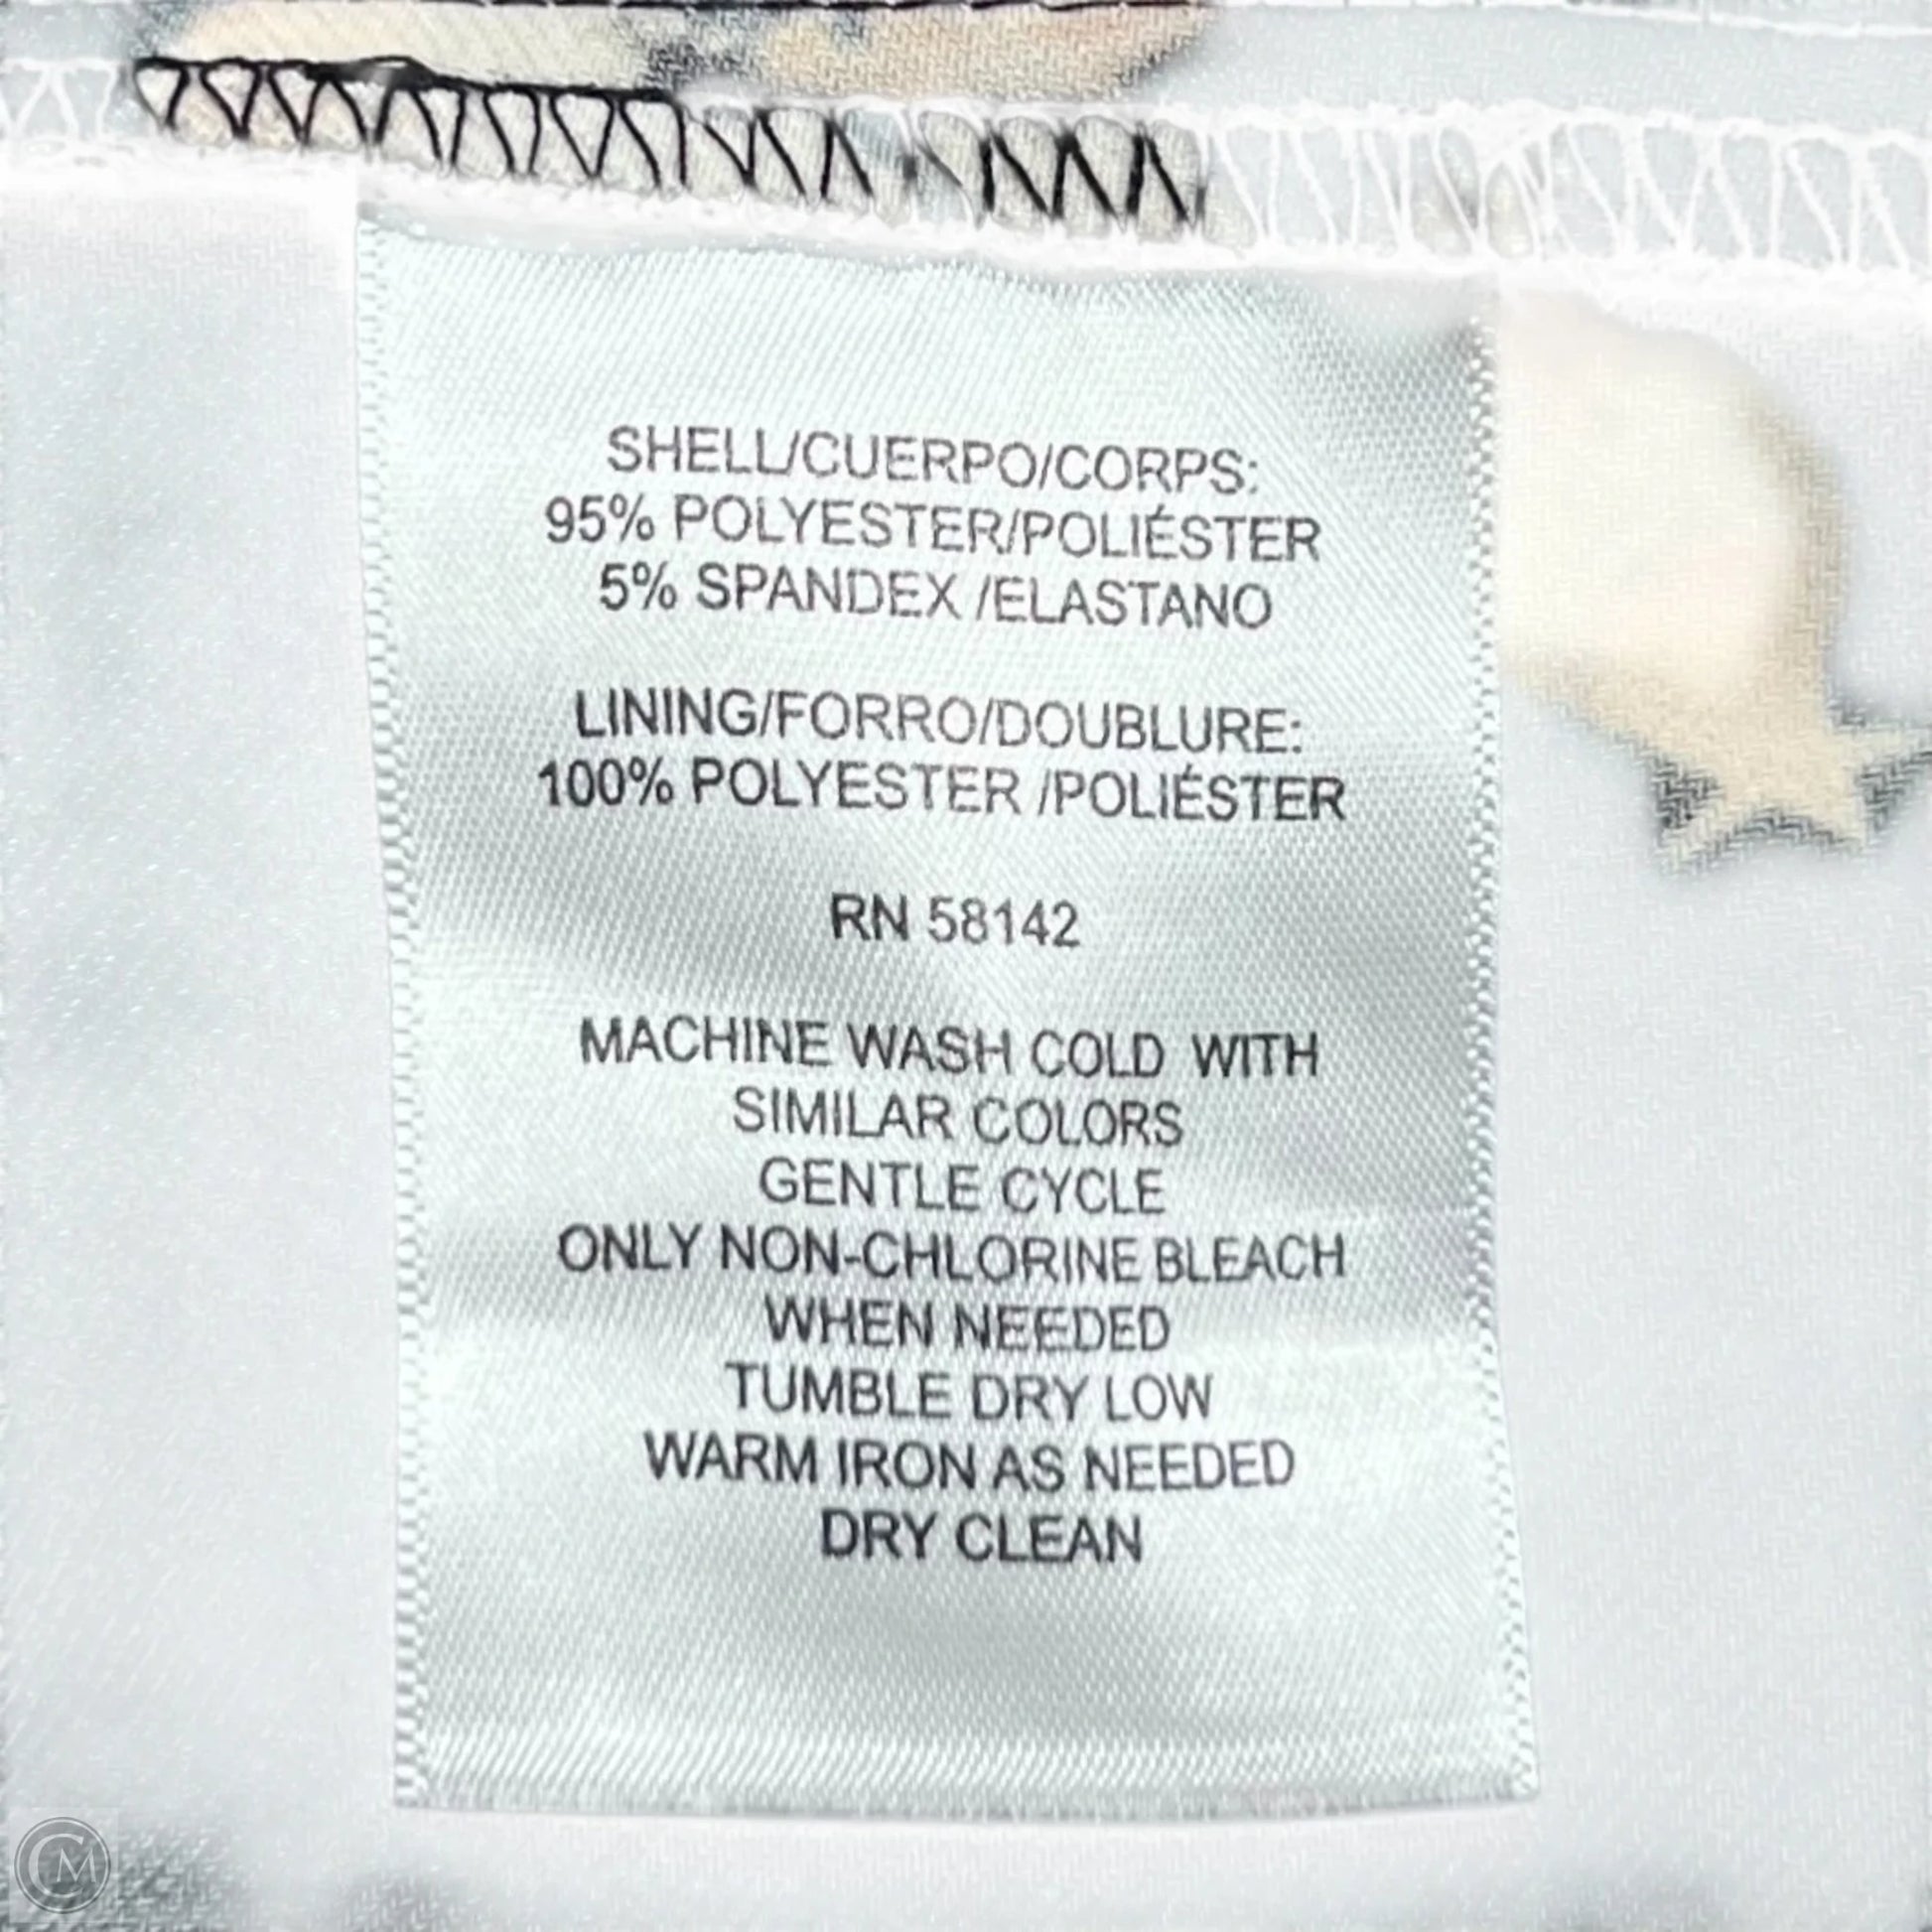 SHELL/CUERPO/CORPS:
95% POLYESTER/POLIÉSTER
5% SPANDEX /ELASTANO
LINING/FORRO/DOUBLURE:
100% POLYESTER /POLIÉSTER
RN 58142
MACHINE WASH COLD WITH
SIMILAR COLORS
GENTLE CYCLE
ONLY NON-CHLORINE BLEACH
WHEN NEEDED
TUMBLE DRY LOW
WARM IRON AS NEEDED
DRY CLEAN
CM